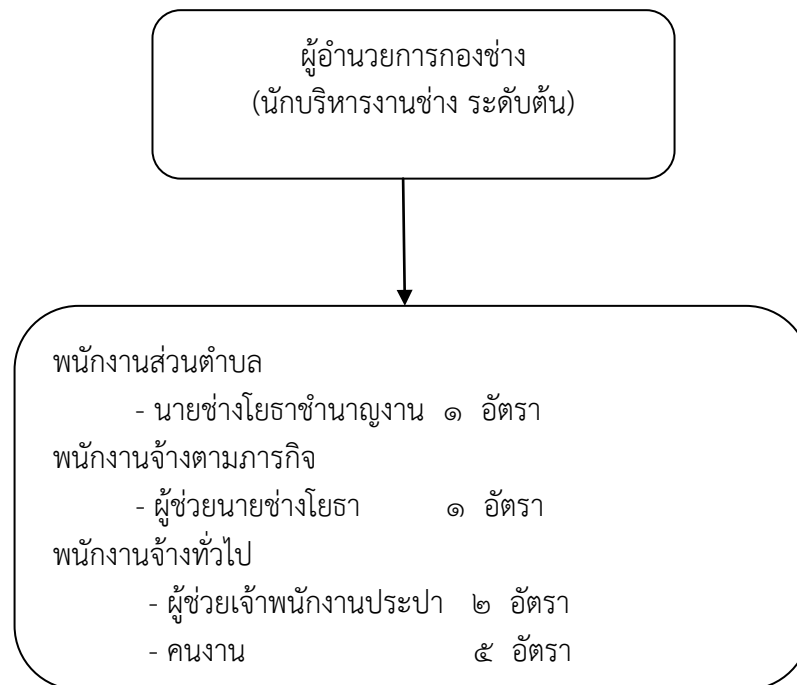 ผู้อำนวยการกองช่าง
(นักบริหารงานช่าง ระดับต้น)
พนักงานส่วนตำบล
- นายช่างโยธาชำนาญงาน ๑ อัตรา
พนักงานจ้างตามภารกิจ
- ผู้ช่วยนายช่างโยธา ๑ อัตรา
พนักงานจ้างทั่วไป
- ผู้ช่วยเจ้าพนักงานประปา ๒ อัตรา
- คนงาน ๕ อัตรา